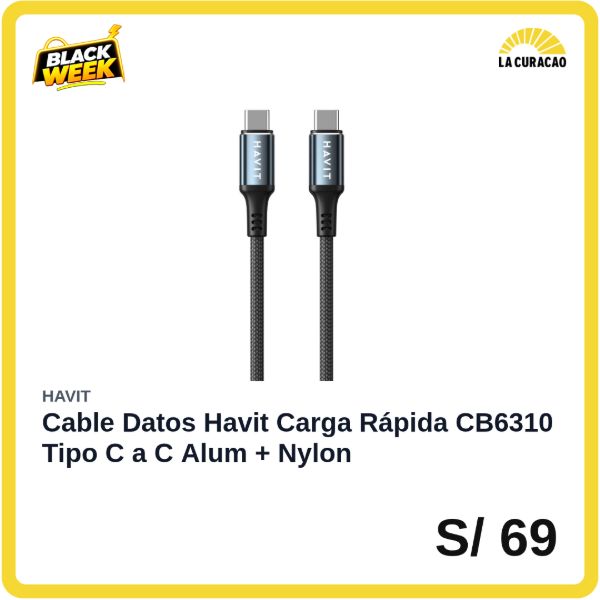 BLACK
WEEK
LA CURACAO
HAVIT
HAVIT
HAVIT
Cable Datos Havit Carga Rápida CB6310
Tipo C a C Alum + Nylon
S/ 69